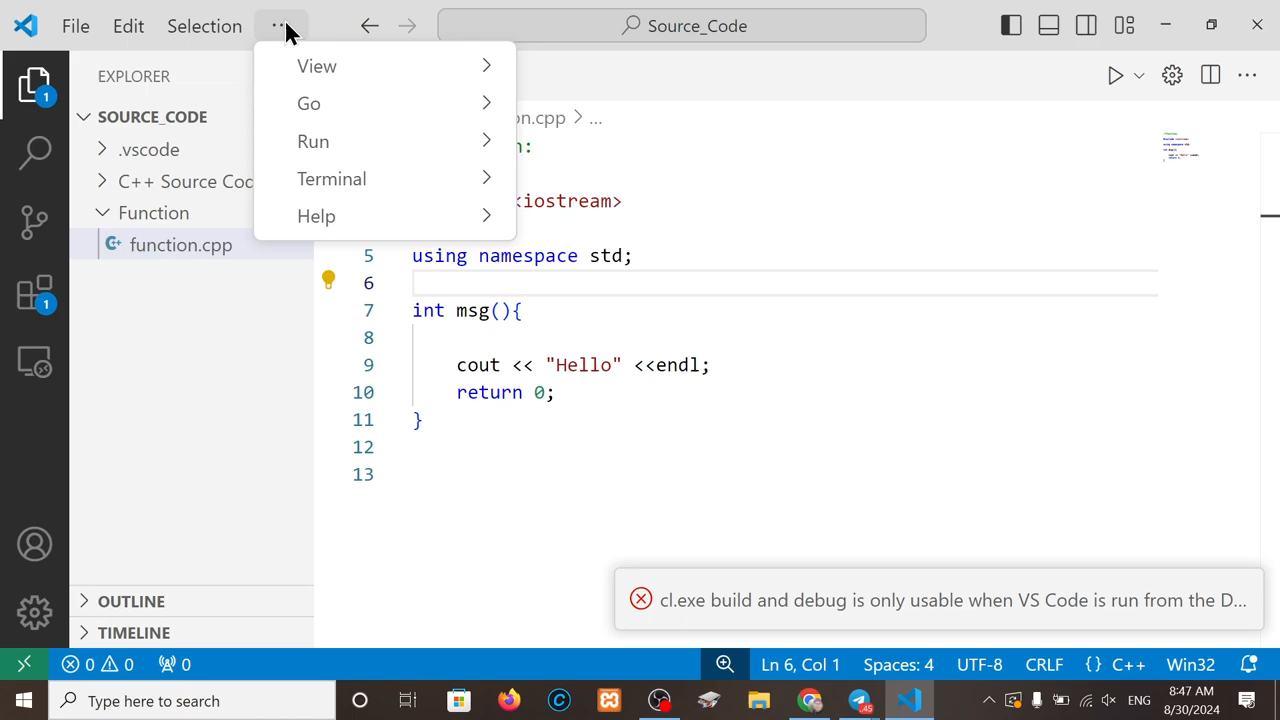 File Edit Selection ··· Source_Code
View
Go
Run
Terminal
Help
EXPLORER
SOURCE_CODE
.vscode
C++ Source Cod
Function
function.cpp
on.cpp > ...
n:
<iostream>
5 using namespace std;
6
7 int msg(){
8
9 cout << "Hello" <<endl;
10 return 0;
11 }
12
13
1
1
OUTLINE
TIMELINE
cl.exe build and debug is only usable when VS Code is run from the D...
0 0 0 Ln 6, Col 1 Spaces: 4 UTF-8 CRLF {} C++ Win32
Type here to search
.45
ENG
8:47 AM
8/30/2024